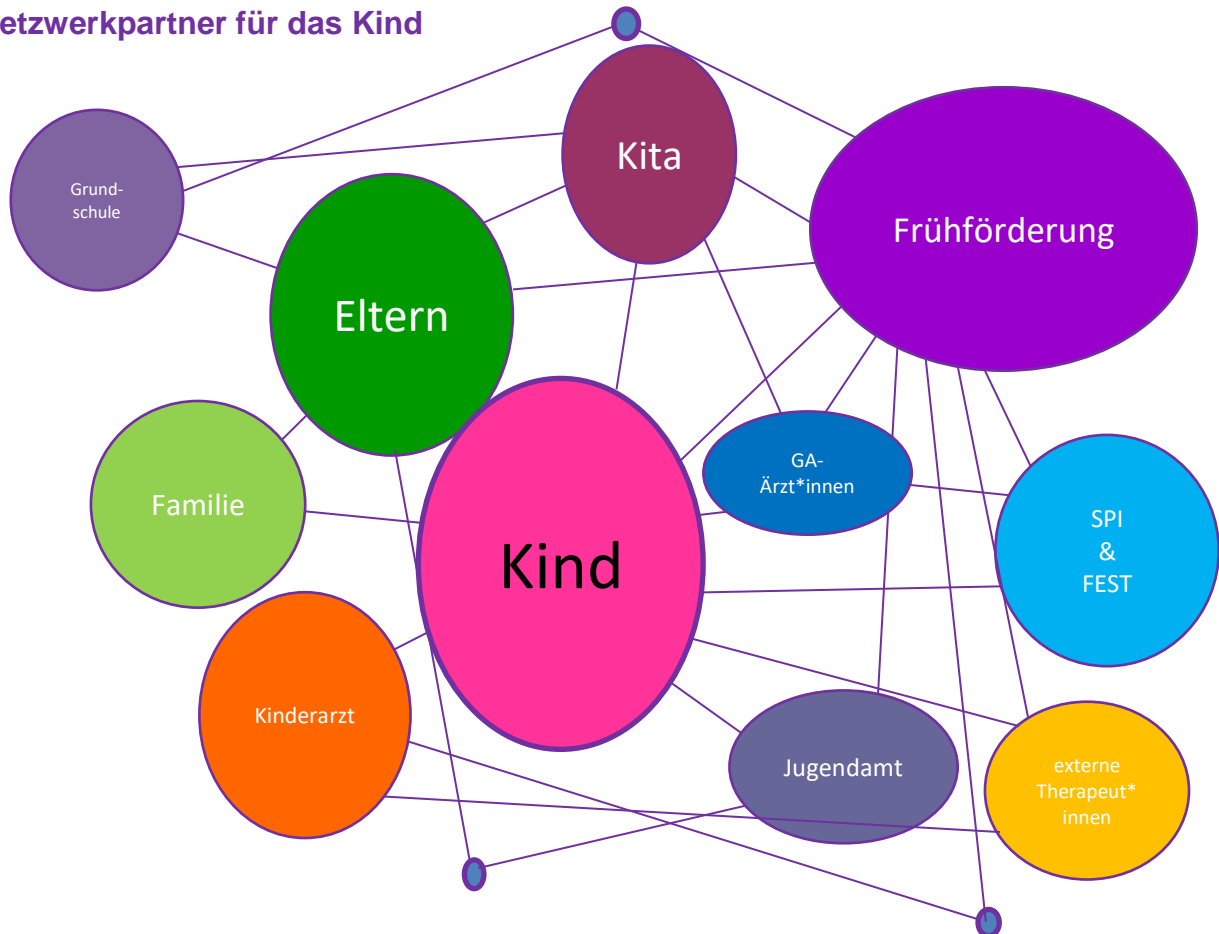 etzwerkpartner für das Kind
Kita
Grund-
schule
Frühförderung
Eltern
GA-
Ärzt*innen
Familie
SPI
&
FEST
Kind
Kinderarzt
Jugendamt
externe
Therapeut*
innen